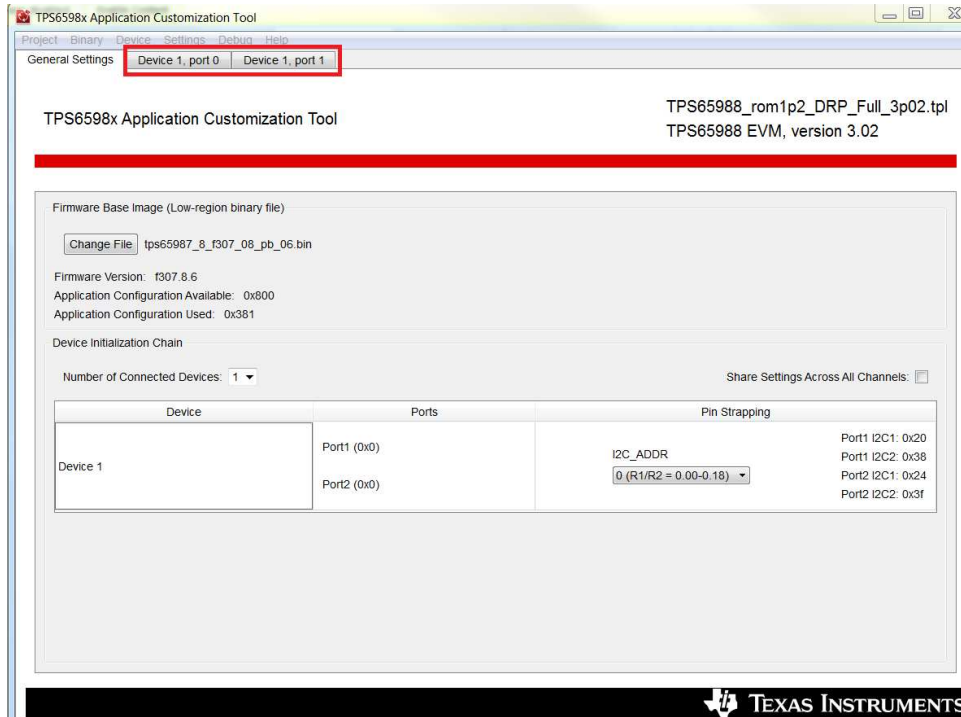 TPS6598x Application Customization Tool
Project Binary Device Settings Debug Help
General Settings Device 1, port 0 Device 1, port 1
TPS6598x Application Customization Tool
TPS65988_rom1p2_DRP_Full_3p02.tpl
TPS65988 EVM, version 3.02
Firmware Base Image (Low-region binary file)
Change File tps65987_8_f307_08_pb_06.bin
Firmware Version: f307.8.6
Application Configuration Available: 0x800
Application Configuration Used: 0x381
Device Initialization Chain
Number of Connected Devices: 1
Share Settings Across All Channels:
Device Ports Pin Strapping
Device 1
Port1 (0x0)
Port2 (0x0)
I2C_ADDR
0 (R1/R2 = 0.00-0.18)
Port1 I2C1: 0x20
Port1 I2C2: 0x38
Port2 I2C1: 0x24
Port2 I2C2: 0x3f
TEXAS INSTRUMENTS